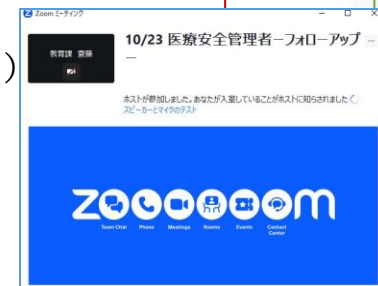 Zoom ミーティング
10/23 医療安全管理者ーフォローアップ ...
教育課 齋藤
)
ホストが参加しました。あなたが入室していることがホストに知らされました
スピーカーとマイクのテスト
ZOOOOOOM
Team Chat Phone Meetings Rooms Events Contact Center